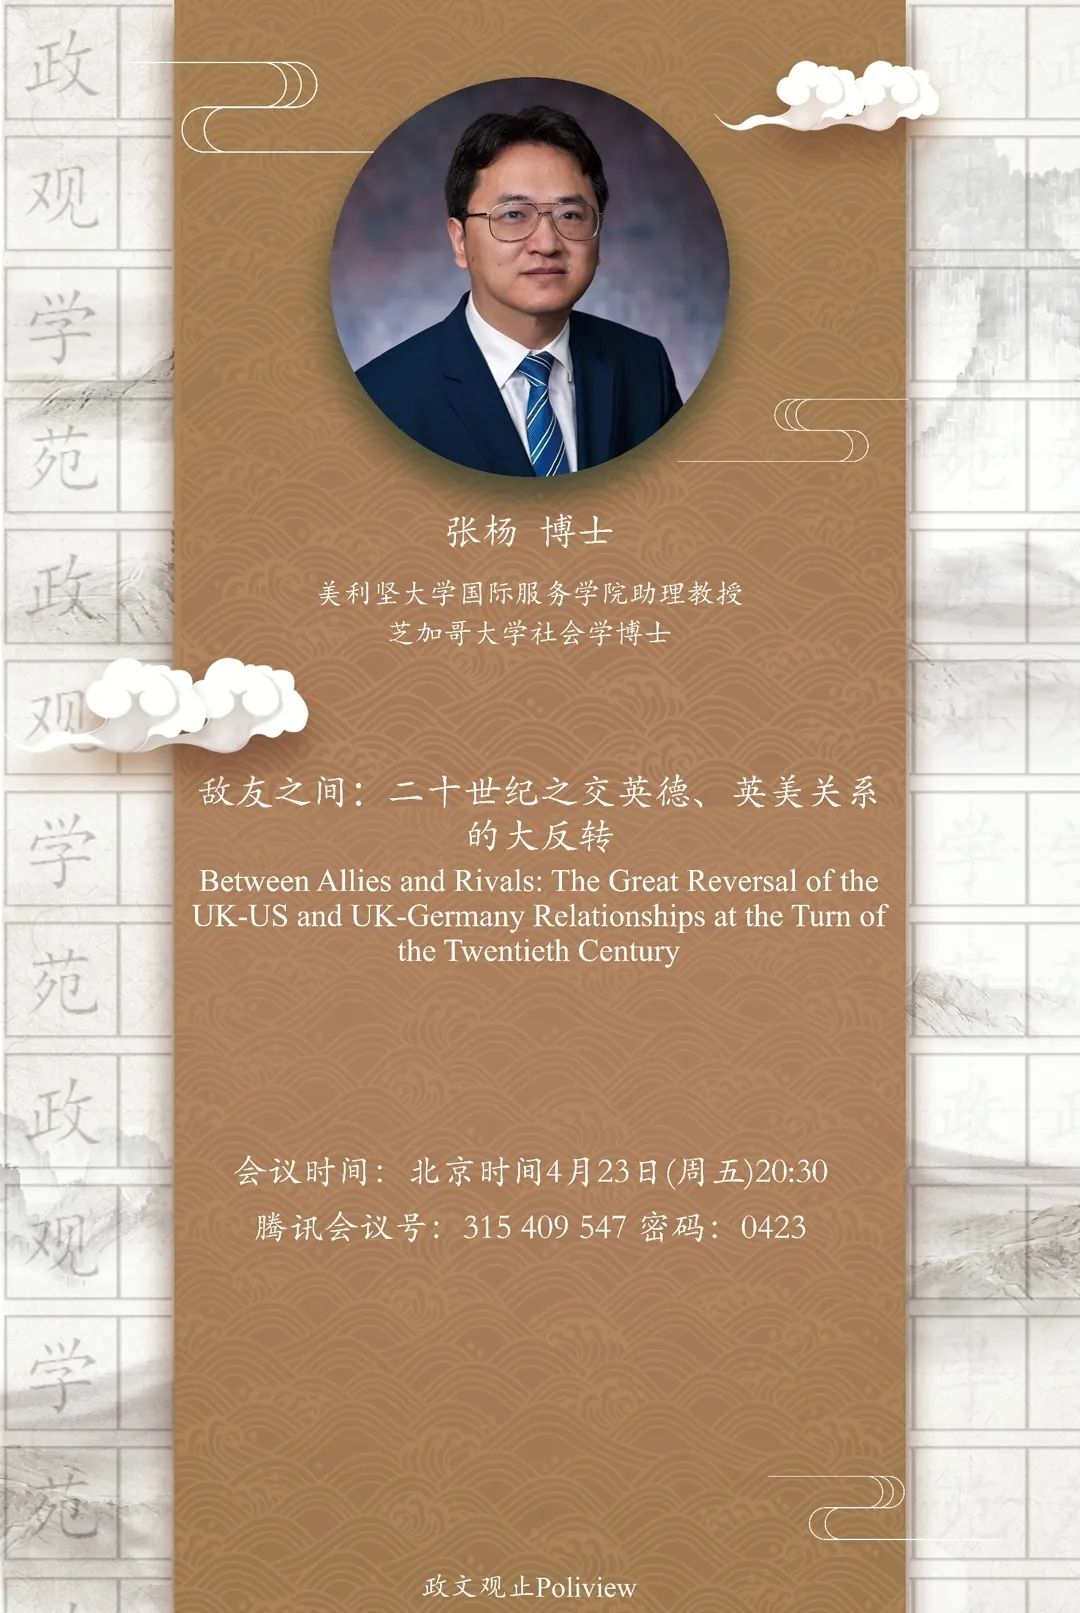 政
观
学
苑
政
观
学
苑
政
观
学
苑
张杨 博士
美利坚大学国际服务学院助理教授
芝加哥大学社会学博士
敌友之间：二十世纪之交英德、英美关系
的大反转
Between Allies and Rivals: The Great Reversal of the
UK-US and UK-Germany Relationships at the Turn of
the Twentieth Century
会议时间：北京时间4月23日(周五)20:30
腾讯会议号：315 409 547 密码：0423
政文观止Poliview